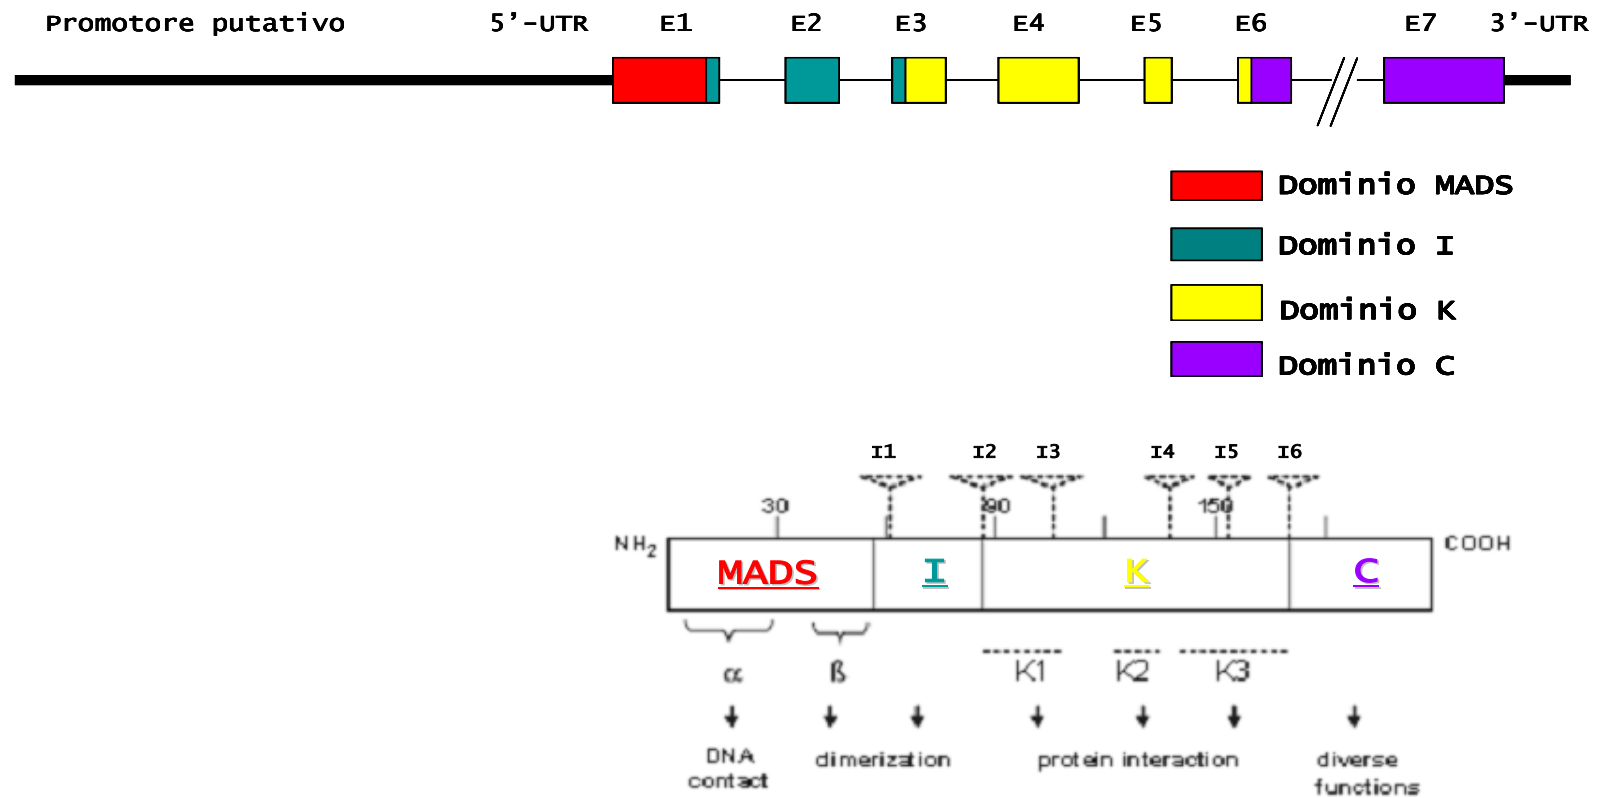 Promotore putativo 5’-UTR E1 E2 E3 E4 E5 E6 E7 3’-UTR
Dominio MADS
Dominio I
Dominio K
Dominio C
I1 I2 I3 I4 I5 I6
30 90 150
NH2 COOH
MADS I K C
α ß K1 K2 K3
DNA contact
dimerization
protein interaction
diverse functions